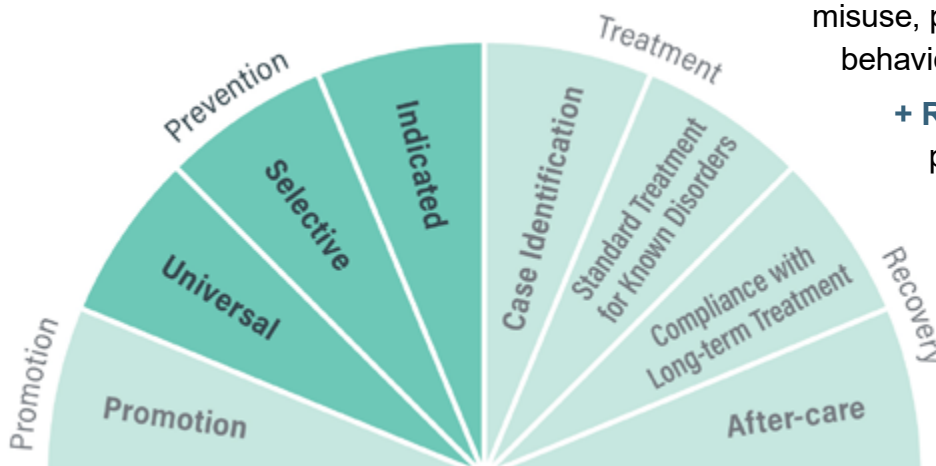 misuse, p
behavio
+ R
p
Promotion
Prevention
Treatment
Recovery
Promotion
Universal
Selective
Indicated
Case Identification
Standard Treatment
for Known Disorders
Compliance with
Long-term Treatment
After-care